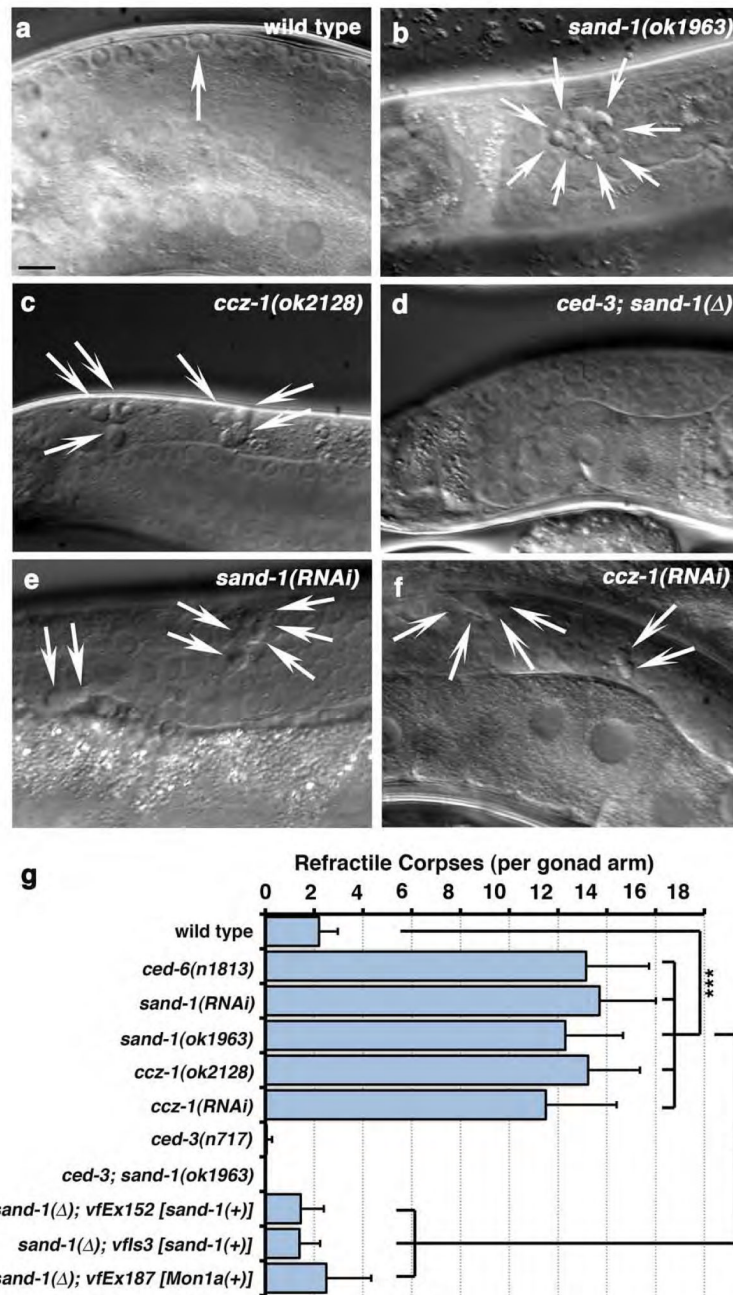 a
wild type
b
sand-1(ok1963)
c
ccz-1(ok2128)
d
ced-3; sand-1(Δ)
e
sand-1(RNAi)
f
ccz-1(RNAi)
g
Refractile Corpses (per gonad arm)
0 2 4 6 8 10 12 14 16 18
wild type
ced-6(n1813)
sand-1(RNAi)
sand-1(ok1963)
ccz-1(ok2128)
ccz-1(RNAi)
ced-3(n717)
ced-3; sand-1(ok1963)
sand-1(Δ); vfEx152 [sand-1(+)]
sand-1(Δ); vfIs3 [sand-1(+)]
sand-1(Δ); vfEx187 [Mon1a(+)]
***